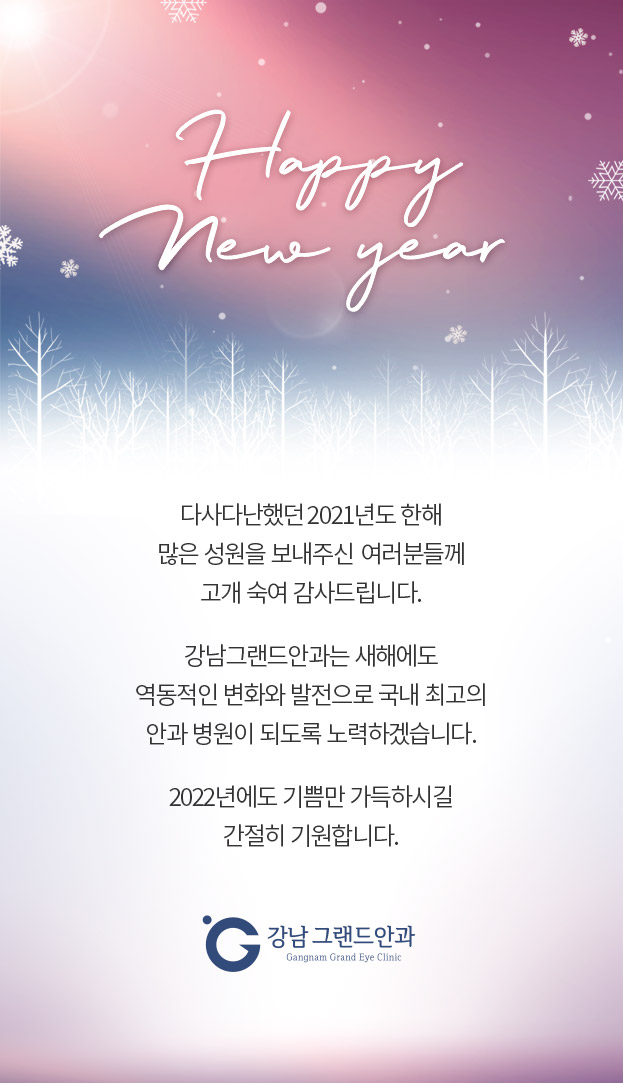 Happy
New year
다사다난했던 2021년도 한해
많은 성원을 보내주신 여러분들께
고개 숙여 감사드립니다.
강남그랜드안과는 새해에도
역동적인 변화와 발전으로 국내 최고의
안과 병원이 되도록 노력하겠습니다.
2022년에도 기쁨만 가득하시길
간절히 기원합니다.
강남 그랜드안과
Gangnam Grand Eye Clinic